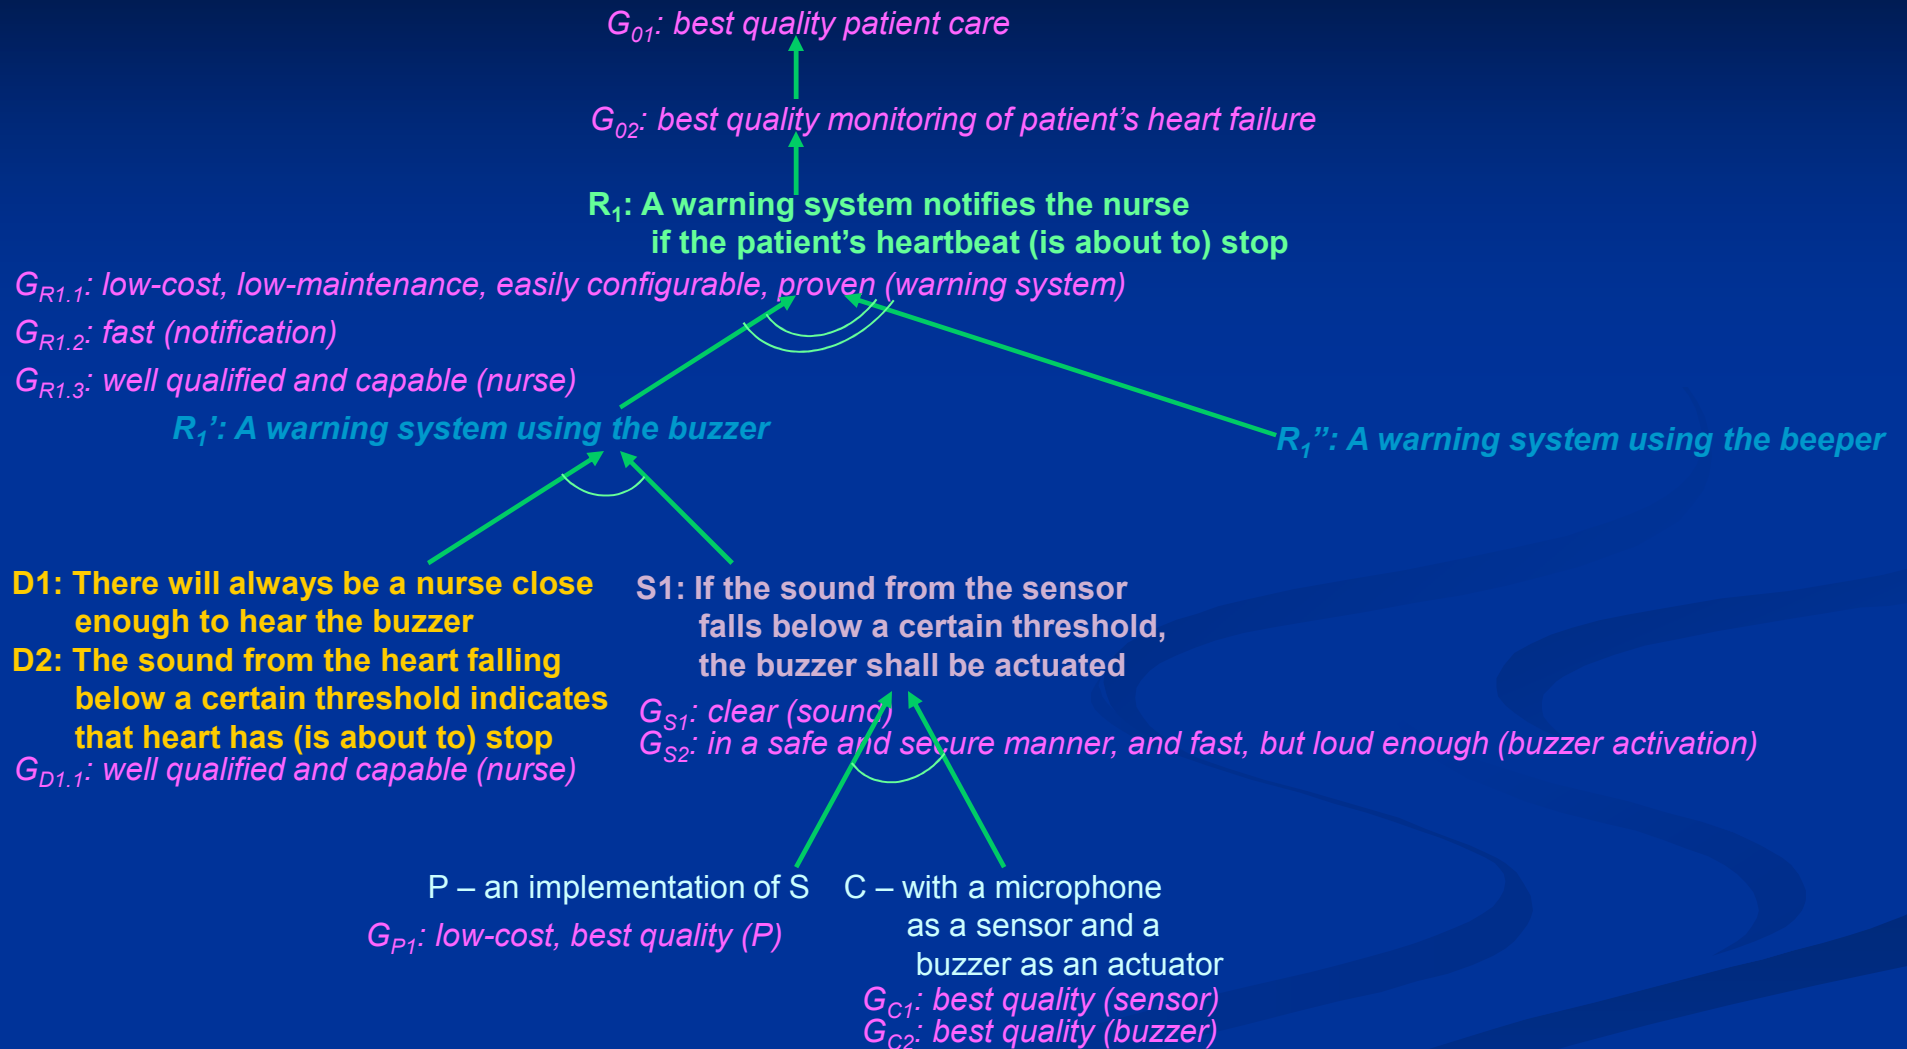 G01: best quality patient care
G02: best quality monitoring of patient’s heart failure
R1: A warning system notifies the nurse
if the patient’s heartbeat (is about to) stop
GR1.1: low-cost, low-maintenance, easily configurable, proven (warning system)
GR1.2: fast (notification)
GR1.3: well qualified and capable (nurse)
R1’: A warning system using the buzzer
R1”: A warning system using the beeper
D1: There will always be a nurse close
enough to hear the buzzer
D2: The sound from the heart falling
below a certain threshold indicates
that heart has (is about to) stop
GD1.1: well qualified and capable (nurse)
S1: If the sound from the sensor
falls below a certain threshold,
the buzzer shall be actuated
GS1: clear (sound)
GS2: in a safe and secure manner, and fast, but loud enough (buzzer activation)
P – an implementation of S
GP1: low-cost, best quality (P)
C – with a microphone
as a sensor and a
buzzer as an actuator
GC1: best quality (sensor)
GC2: best quality (buzzer)